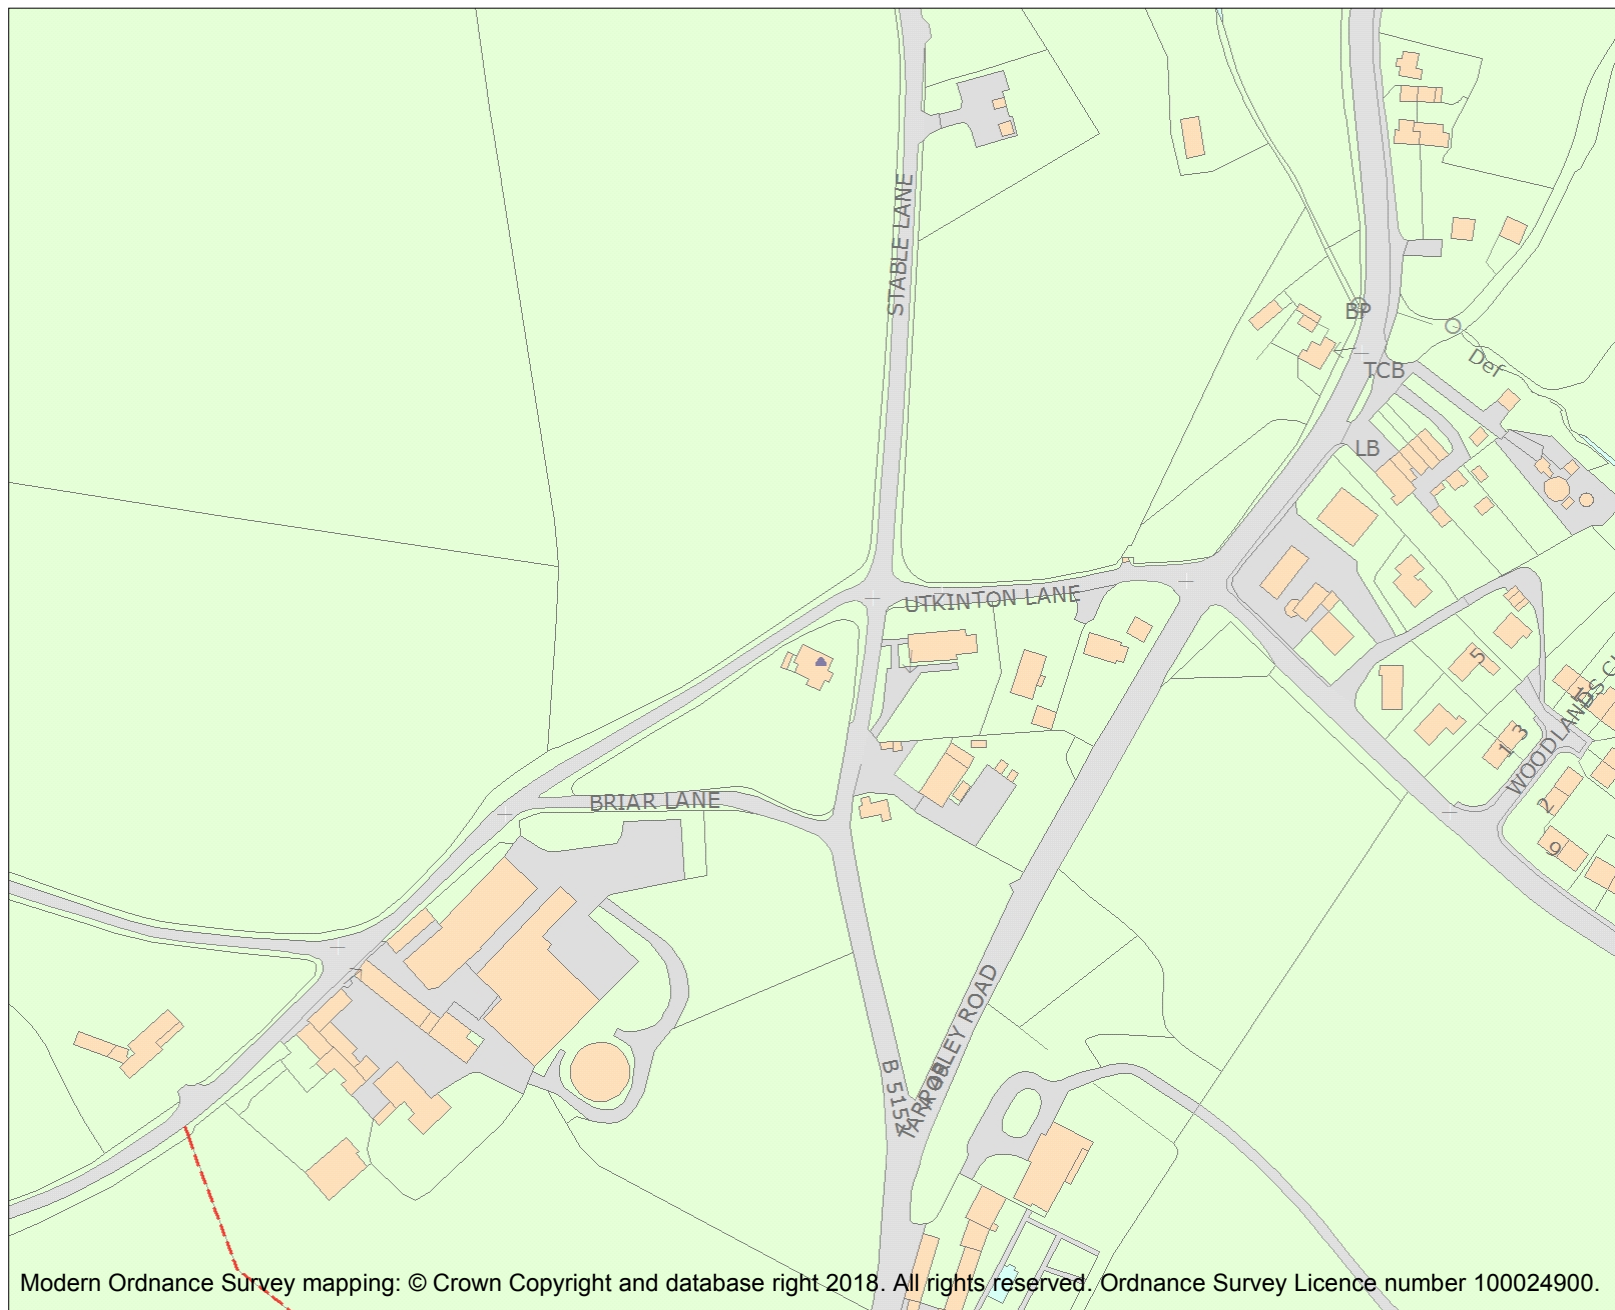 STABLE LANE
BP
Def
TCB
LB
UTKINTON LANE
5
WOODLANDS
1
3
BRIAR LANE
2
9
TARPORLEY ROAD
B 5152
Modern Ordnance Survey mapping: © Crown Copyright and database right 2018. All rights reserved. Ordnance Survey Licence number 100024900.